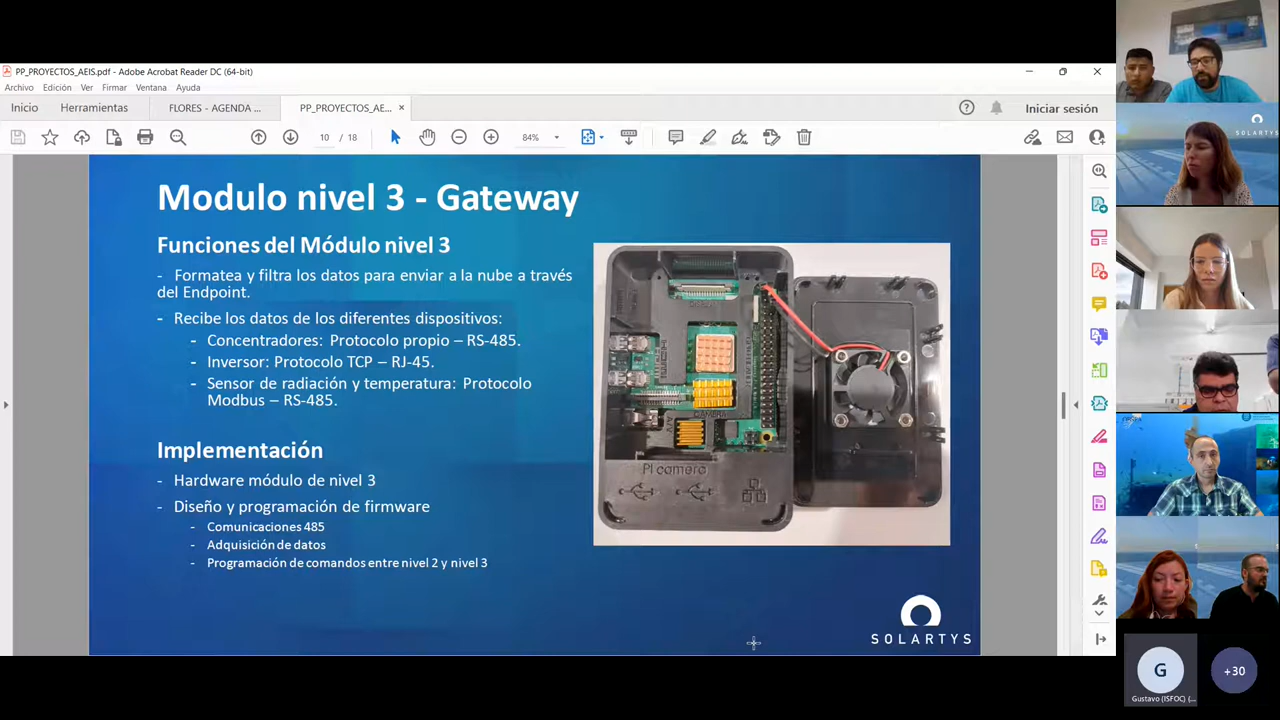 PP_PROYECTOS_AEIS.pdf - Adobe Acrobat Reader DC (64-bit)
Archivo Edición Ver Firmar Ventana Ayuda
Inicio Herramientas FLORES - AGENDA ... PP_PROYECTOS_AE... × Iniciar sesión
10 / 18 84%
Modulo nivel 3 - Gateway
Funciones del Módulo nivel 3
- Formatea y filtra los datos para enviar a la nube a través
del Endpoint.
- Recibe los datos de los diferentes dispositivos:
- Concentradores: Protocolo propio – RS-485.
- Inversor: Protocolo TCP – RJ-45.
- Sensor de radiación y temperatura: Protocolo
Modbus – RS-485.
Implementación
- Hardware módulo de nivel 3
- Diseño y programación de firmware
- Comunicaciones 485
- Adquisición de datos
- Programación de comandos entre nivel 2 y nivel 3
CAMERA
PI camera
SOLARTYS
SOLARTYS
G
+30
Gustavo (ISFOC) (...